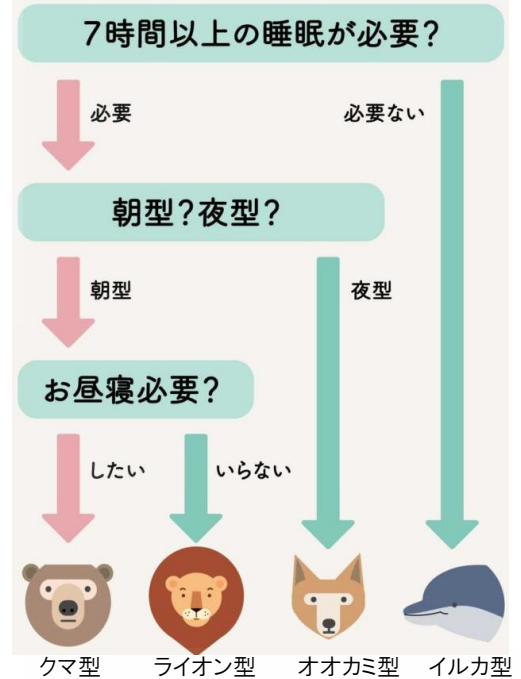 7時間以上の睡眠が必要?
必要
必要ない
朝型?夜型?
朝型
夜型
お昼寝必要?
したい
いらない
クマ型
ライオン型
オオカミ型
イルカ型